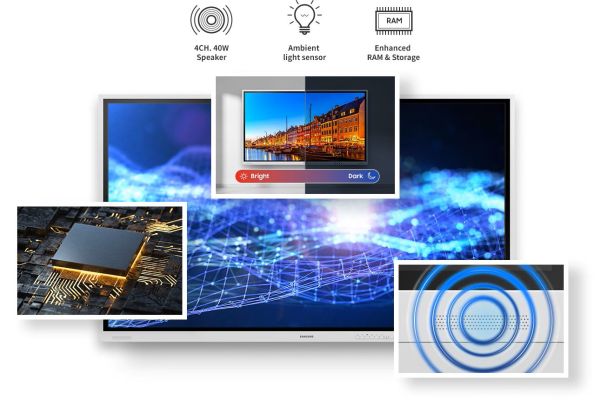 RAM
4CH. 40W
Speaker
Ambient
light sensor
Enhanced
RAM & Storage
Bright
Dark
SAMSUNG